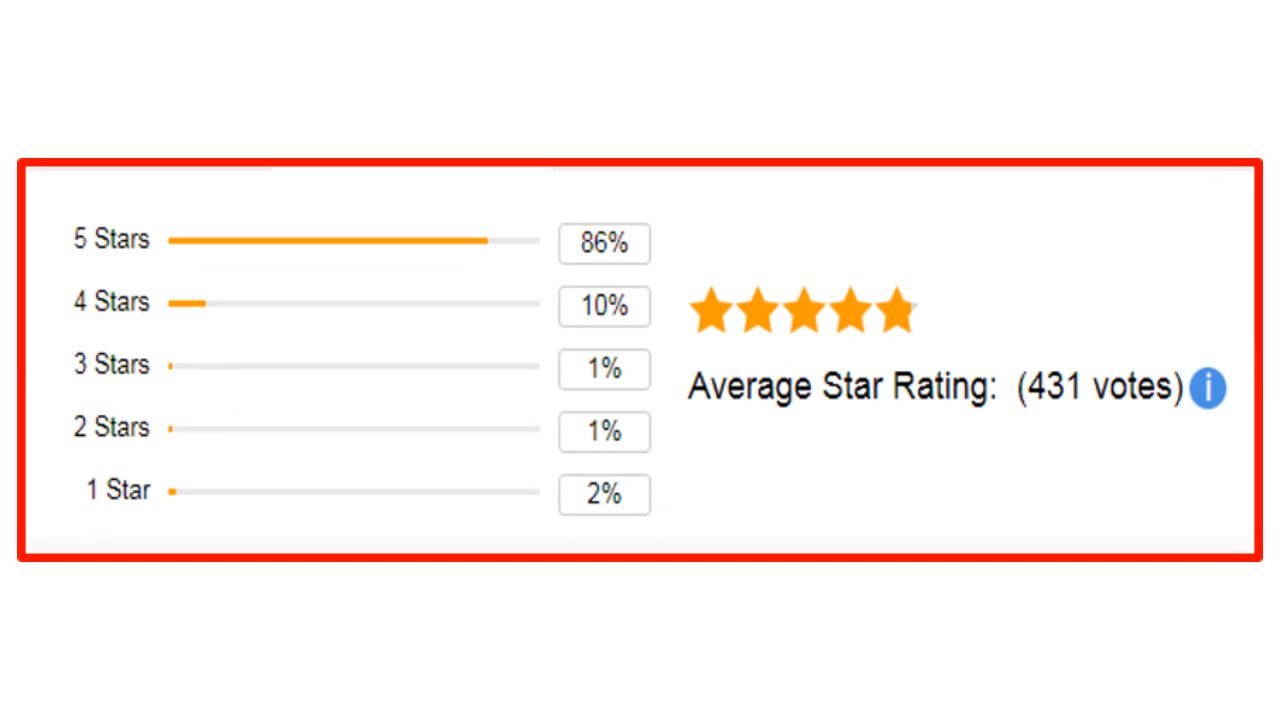 5 Stars 86%
4 Stars 10%
3 Stars 1%
2 Stars 1%
1 Star 2%
Average Star Rating: (431 votes) i